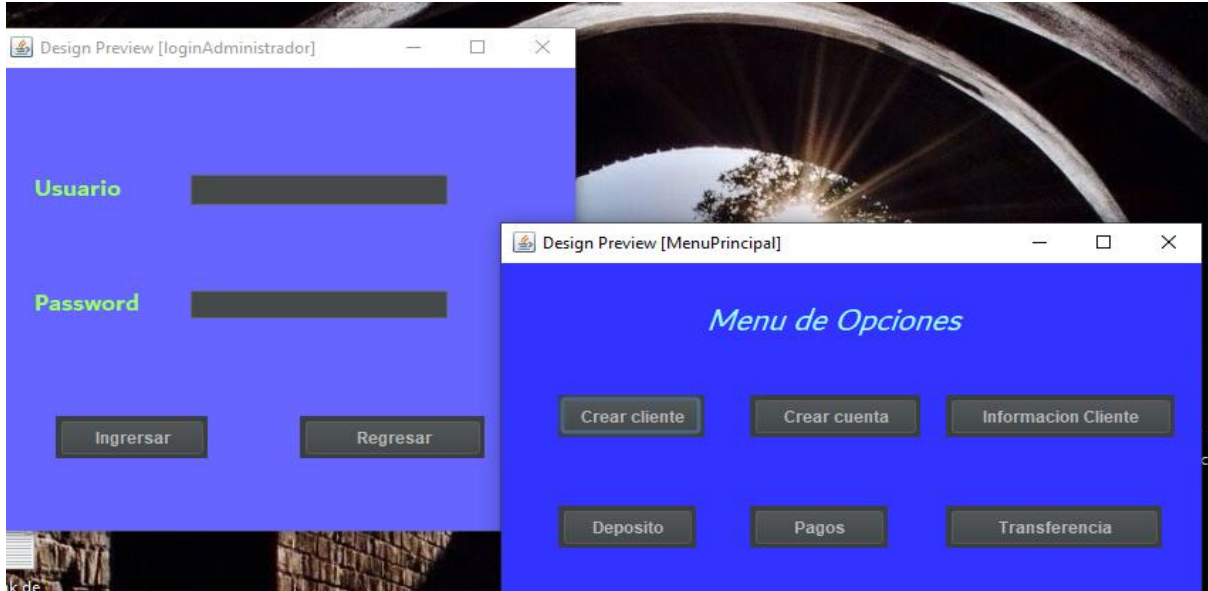 Design Preview [loginAdministrador]
Usuario
Password
Ingrersar
Regresar
Design Preview [MenuPrincipal]
Menu de Opciones
Crear cliente
Crear cuenta
Informacion Cliente
Deposito
Pagos
Transferencia